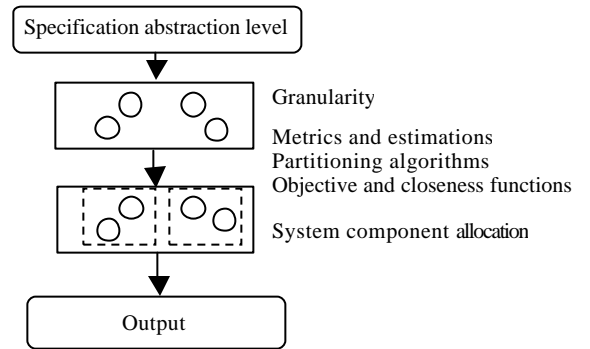 Specification abstraction level
Granularity
Metrics and estimations
Partitioning algorithms
Objective and closeness functions
System component allocation
Output